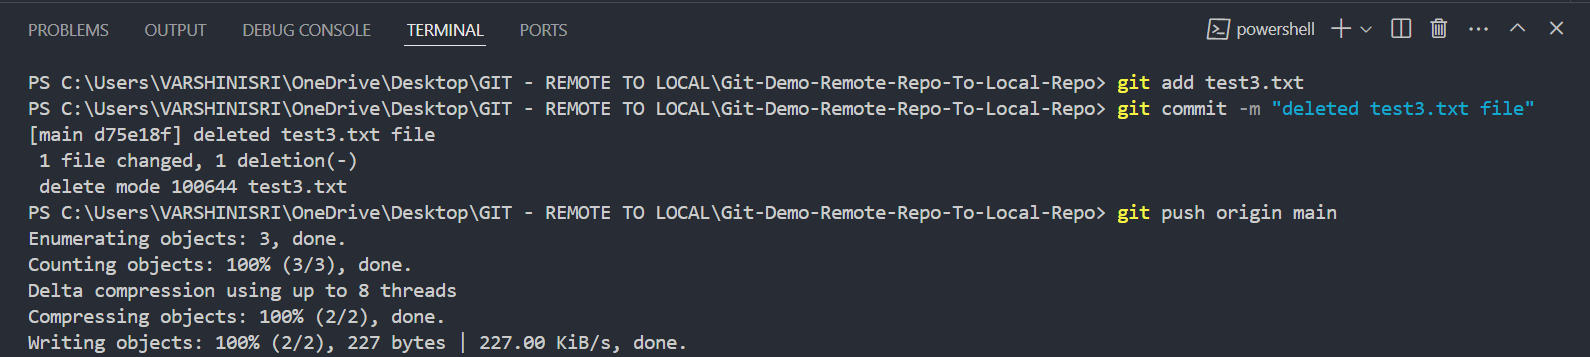 PROBLEMS OUTPUT DEBUG CONSOLE TERMINAL PORTS powershell
PS C:\Users\VARSHINISRI\OneDrive\Desktop\GIT - REMOTE TO LOCAL\Git-Demo-Remote-Repo-To-Local-Repo> git add test3.txt
PS C:\Users\VARSHINISRI\OneDrive\Desktop\GIT - REMOTE TO LOCAL\Git-Demo-Remote-Repo-To-Local-Repo> git commit -m "deleted test3.txt file"
[main d75e18f] deleted test3.txt file
 1 file changed, 1 deletion(-)
 delete mode 100644 test3.txt
PS C:\Users\VARSHINISRI\OneDrive\Desktop\GIT - REMOTE TO LOCAL\Git-Demo-Remote-Repo-To-Local-Repo> git push origin main
Enumerating objects: 3, done.
Counting objects: 100% (3/3), done.
Delta compression using up to 8 threads
Compressing objects: 100% (2/2), done.
Writing objects: 100% (2/2), 227 bytes | 227.00 KiB/s, done.